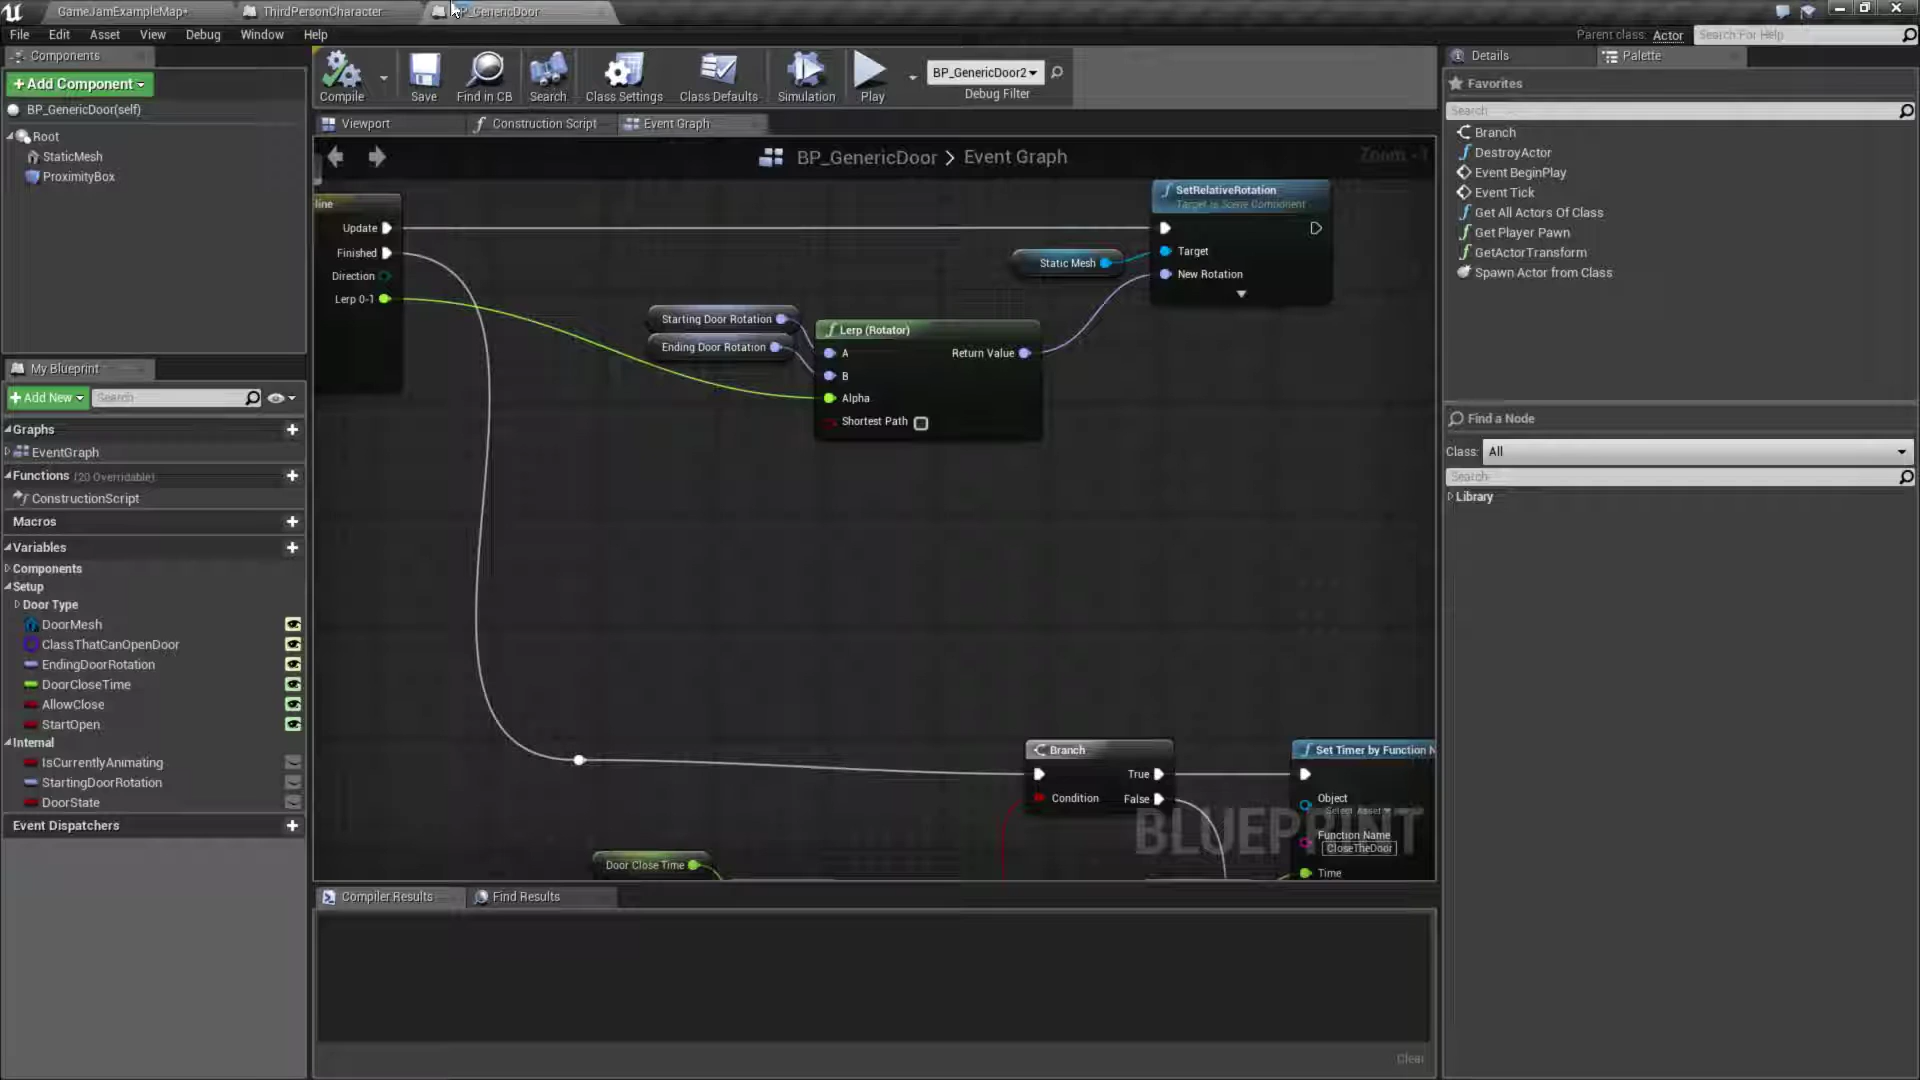 GameJamExampleMap*
ThirdPersonCharacter
BP_GenericDoor
File Edit Asset View Debug Window Help
Parent class: Actor
Search For Help
Components
+Add Component
BP_GenericDoor(self)
Root
StaticMesh
ProximityBox
My Blueprint
+Add New
Search
Graphs
EventGraph
Functions (20 Overridable)
ConstructionScript
Macros
Variables
Components
Setup
Door Type
DoorMesh
ClassThatCanOpenDoor
EndingDoorRotation
DoorCloseTime
AllowClose
StartOpen
Internal
IsCurrentlyAnimating
StartingDoorRotation
DoorState
Event Dispatchers
Compile
Save
Find in CB
Search
Class Settings
Class Defaults
Simulation
Play
BP_GenericDoor2
Debug Filter
Viewport
Construction Script
Event Graph
BP_GenericDoor > Event Graph
Zoom -1
line
Update
Finished
Direction
Lerp 0-1
Starting Door Rotation
Ending Door Rotation
Lerp (Rotator)
A
Return Value
B
Alpha
Shortest Path
Static Mesh
SetRelativeRotation
Target is Scene Component
Target
New Rotation
Branch
True
Condition
False
Door Close Time
Set Timer by Function N
Object
Select Asset
Function Name
CloseTheDoor
Time
BLUEPRINT
Compiler Results
Find Results
Clear
Details
Palette
Favorites
Search
Branch
DestroyActor
Event BeginPlay
Event Tick
Get All Actors Of Class
Get Player Pawn
GetActorTransform
Spawn Actor from Class
Find a Node
Class: All
Search
Library